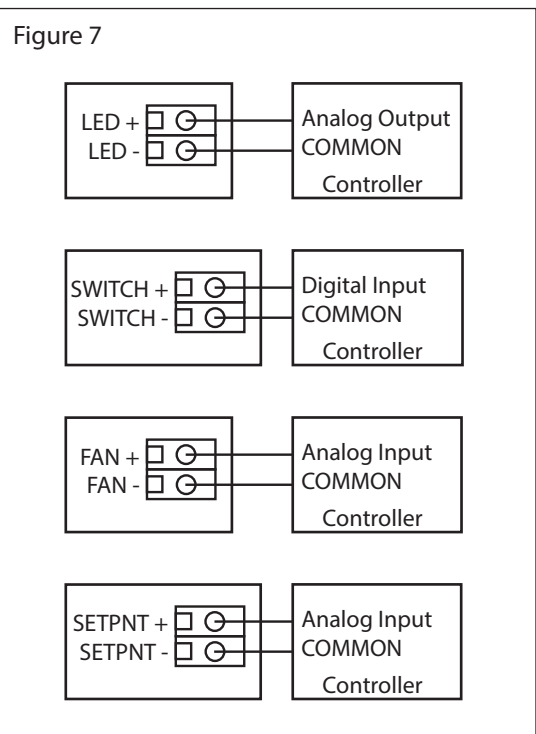 Figure 7
LED + Analog Output
LED - COMMON
Controller
SWITCH + Digital Input
SWITCH - COMMON
Controller
FAN + Analog Input
FAN - COMMON
Controller
SETPNT + Analog Input
SETPNT - COMMON
Controller